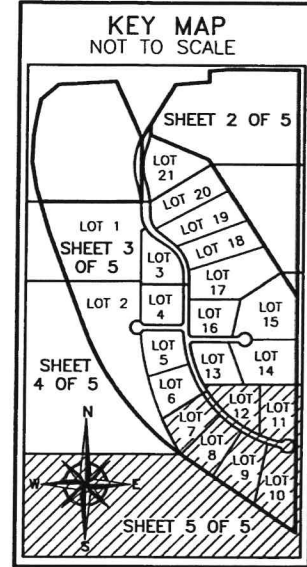 KEY MAP
NOT TO SCALE
SHEET 2 OF 5
LOT
21
LOT 20
LOT 19
LOT 18
LOT 1
SHEET 3
OF 5
LOT
3
LOT
17
LOT 2
LOT
4
LOT
16
LOT
15
LOT
5
LOT
13
LOT
14
SHEET
4 OF 5
LOT
6
LOT
7
LOT
8
LOT
9
LOT
10
LOT
12
LOT
11
N
W
E
S
SHEET 5 OF 5